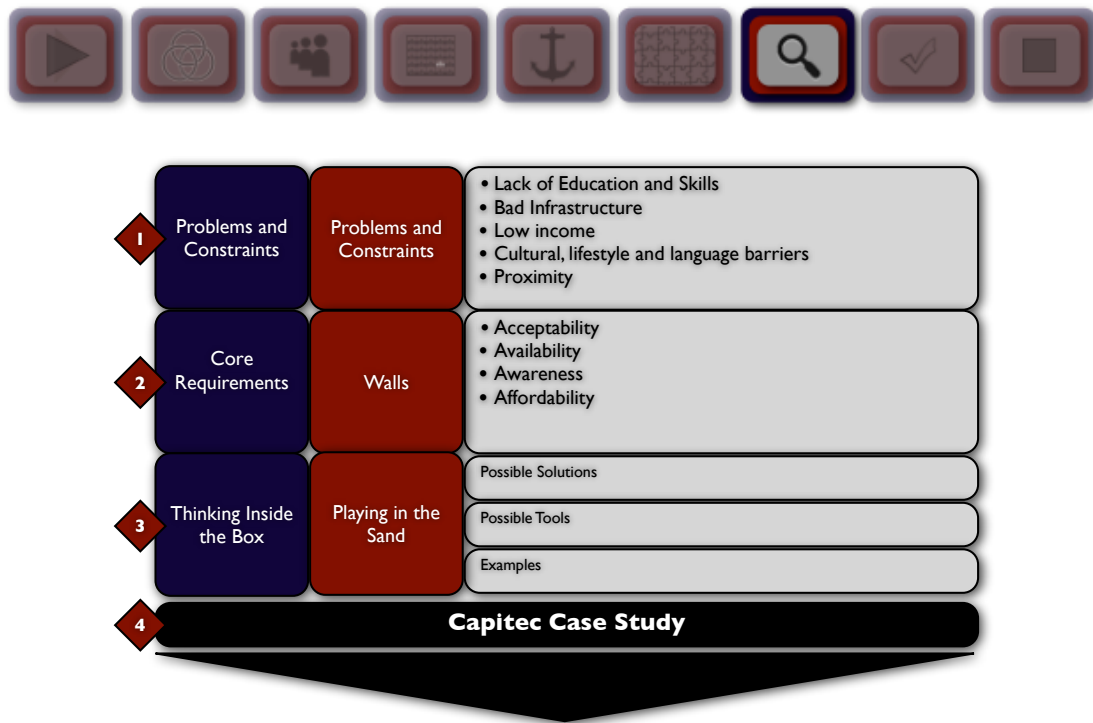 1
Problems and
Constraints
Problems and
Constraints
• Lack of Education and Skills
• Bad Infrastructure
• Low income
• Cultural, lifestyle and language barriers
• Proximity
2
Core
Requirements
Walls
• Acceptability
• Availability
• Awareness
• Affordability
3
Thinking Inside
the Box
Playing in the
Sand
Possible Solutions
Possible Tools
Examples
4
Capitec Case Study